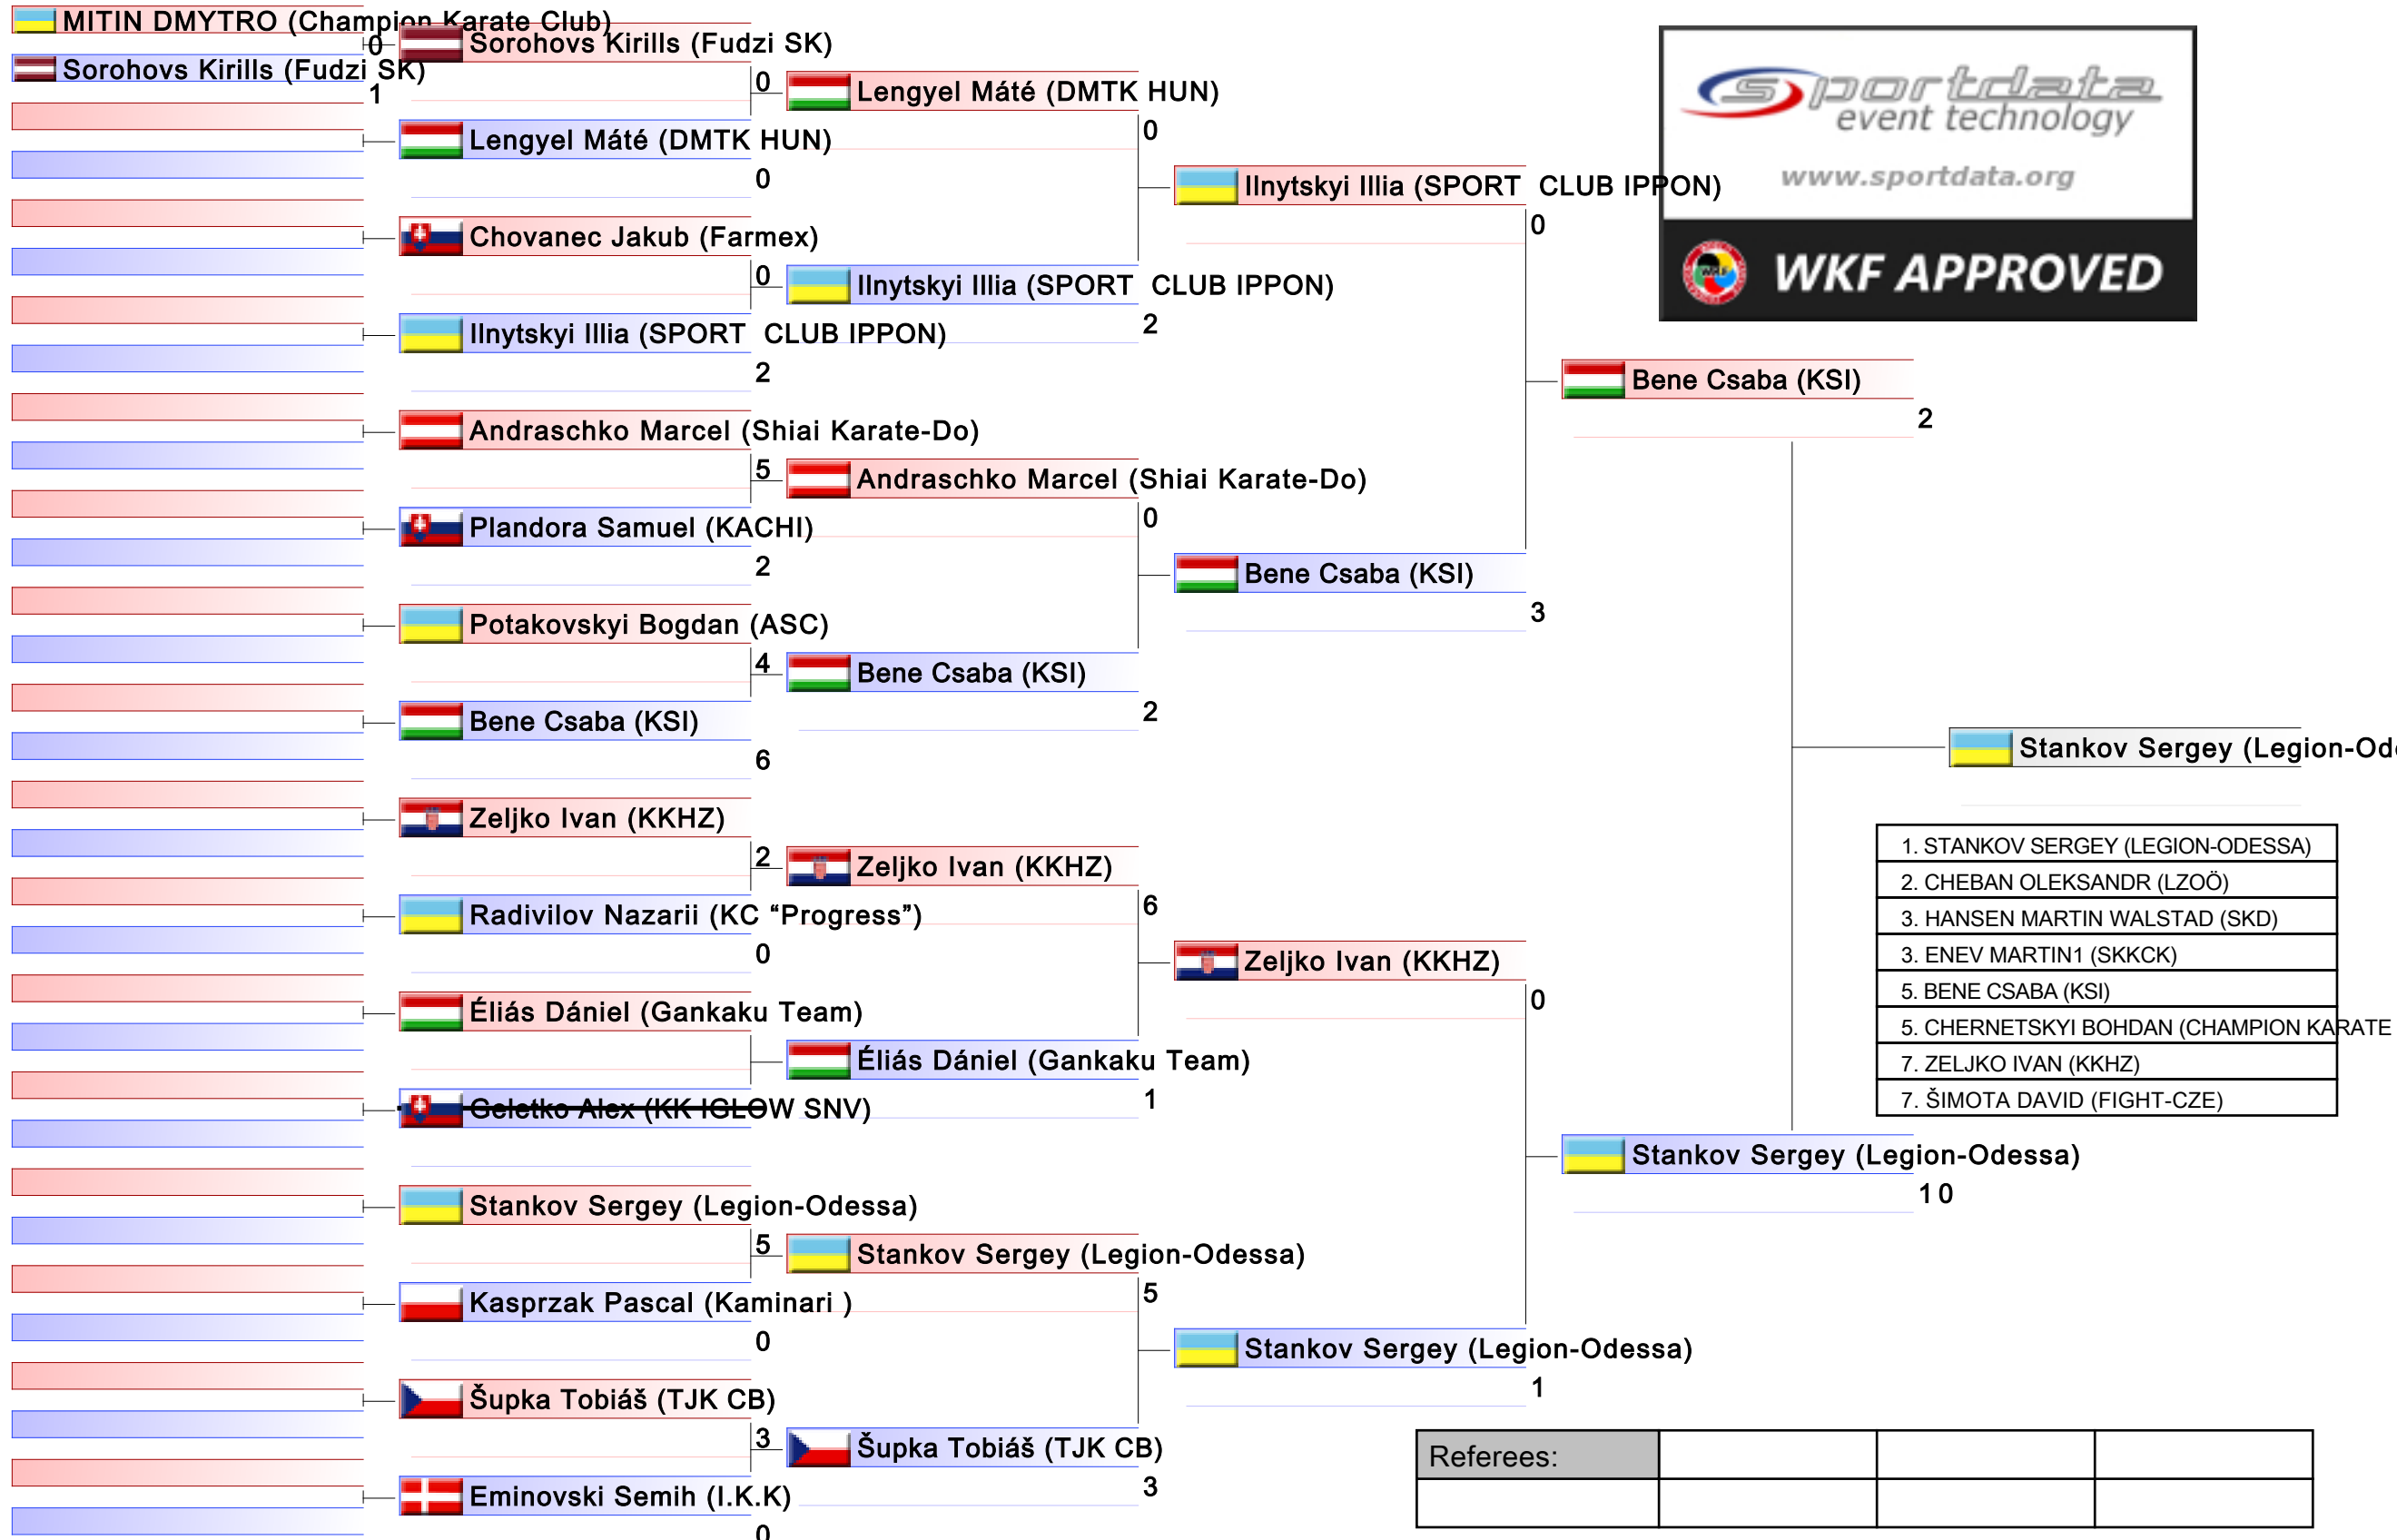 MITIN DMYTRO (Champion Karate Club)
0
Sorohovs Kirills (Fudzi SK)
1
Sorohovs Kirills (Fudzi SK)
0
Lengyel Máté (DMTK HUN)
0
Chovanec Jakub (Farmex)
0
Ilnytskyi Illia (SPORT  CLUB IPPON)
2
Andraschko Marcel (Shiai Karate-Do)
5
Plandora Samuel (KACHI)
2
Potakovskyi Bogdan (ASC)
4
Bene Csaba (KSI)
6
Zeljko Ivan (KKHZ)
2
Radivilov Nazarii (KC “Progress”)
0
Éliás Dániel (Gankaku Team)
Geletko Alex (KK IGLOW SNV)
Stankov Sergey (Legion-Odessa)
5
Kasprzak Pascal (Kaminari )
0
Šupka Tobiáš (TJK CB)
3
Eminovski Semih (I.K.K)
0
Lengyel Máté (DMTK HUN)
0
Ilnytskyi Illia (SPORT  CLUB IPPON)
2
Andraschko Marcel (Shiai Karate-Do)
0
Bene Csaba (KSI)
2
Zeljko Ivan (KKHZ)
6
Éliás Dániel (Gankaku Team)
1
Stankov Sergey (Legion-Odessa)
5
Šupka Tobiáš (TJK CB)
3
Ilnytskyi Illia (SPORT  CLUB IPPON)
0
Bene Csaba (KSI)
3
Zeljko Ivan (KKHZ)
0
Stankov Sergey (Legion-Odessa)
1
Bene Csaba (KSI)
2
Stankov Sergey (Legion-Odessa)
10
Stankov Sergey (Legion-Od
sportdata
event technology
www.sportdata.org
WKF
WKF APPROVED
1. STANKOV SERGEY (LEGION-ODESSA)
2. CHEBAN OLEKSANDR (LZOÖ)
3. HANSEN MARTIN WALSTAD (SKD)
3. ENEV MARTIN1 (SKKCK)
5. BENE CSABA (KSI)
5. CHERNETSKYI BOHDAN (CHAMPION KARATE
7. ZELJKO IVAN (KKHZ)
7. ŠIMOTA DAVID (FIGHT-CZE)
Referees: